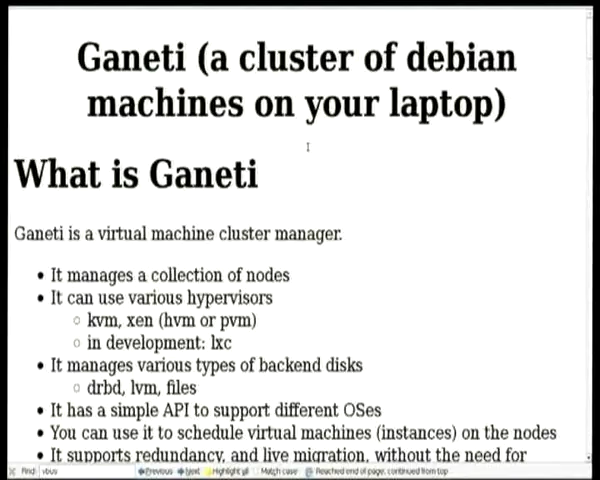 Ganeti (a cluster of debian
machines on your laptop)
What is Ganeti
Ganeti is a virtual machine cluster manager.
• It manages a collection of nodes
• It can use various hypervisors
○ kvm, xen (hvm or pvm)
○ in development: lxc
• It manages various types of backend disks
○ drbd, lvm, files
• It has a simple API to support different OSes
• You can use it to schedule virtual machines (instances) on the nodes
• It supports redundancy, and live migration, without the need for
Find: vbus Previous Next Highlight all Match case Reached end of page, continued from top